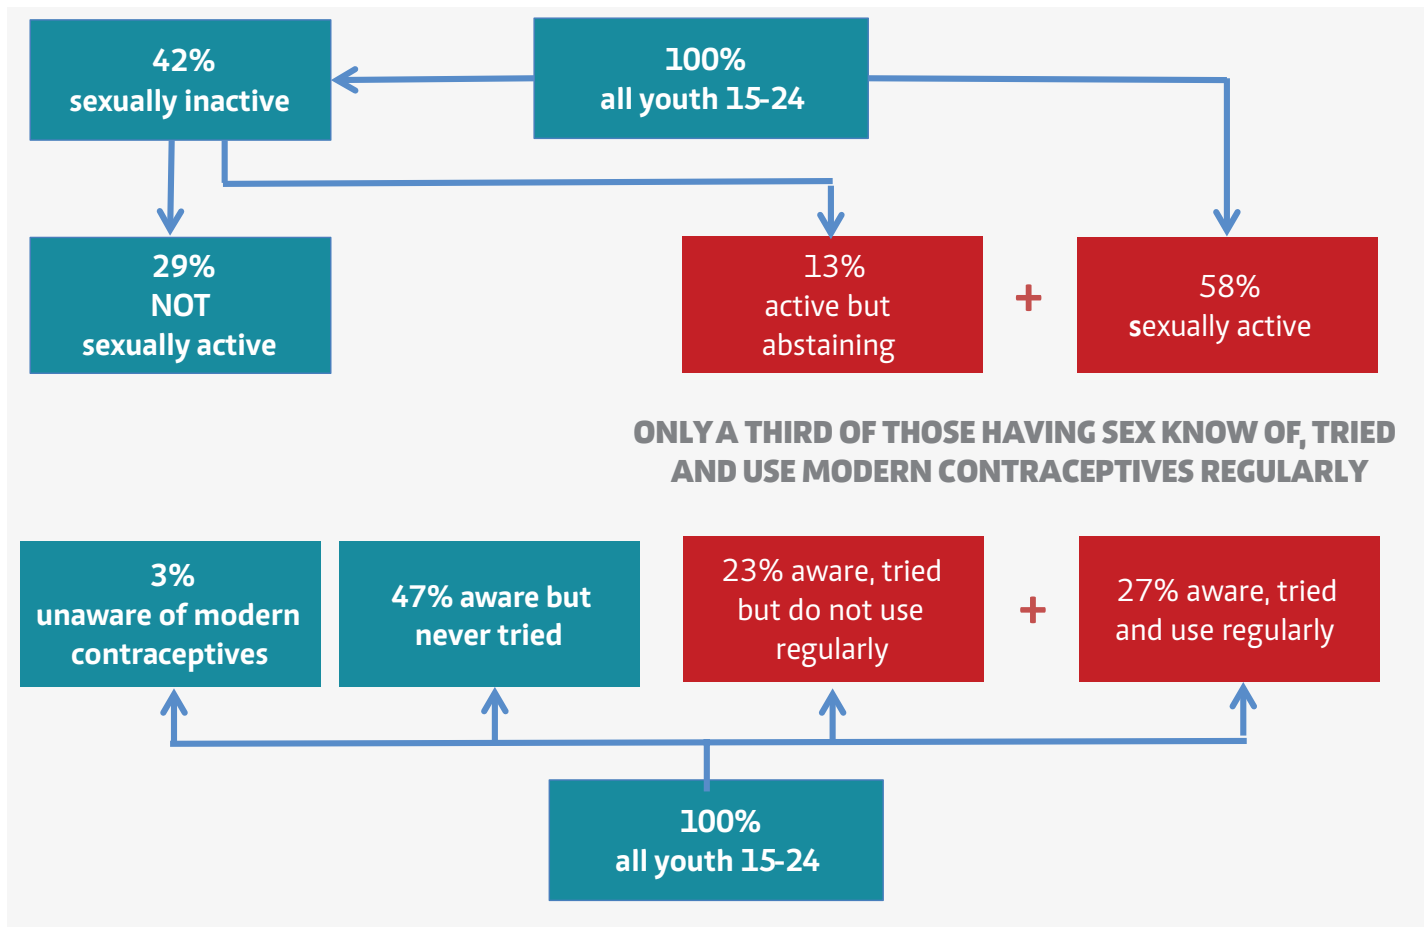 42%
sexually inactive
100%
all youth 15-24
29%
NOT
sexually active
13%
active but
abstaining
+
58%
sexually active
ONLY A THIRD OF THOSE HAVING SEX KNOW OF, TRIED
AND USE MODERN CONTRACEPTIVES REGULARLY
3%
unaware of modern
contraceptives
47% aware but
never tried
23% aware, tried
but do not use
regularly
+
27% aware, tried
and use regularly
100%
all youth 15-24